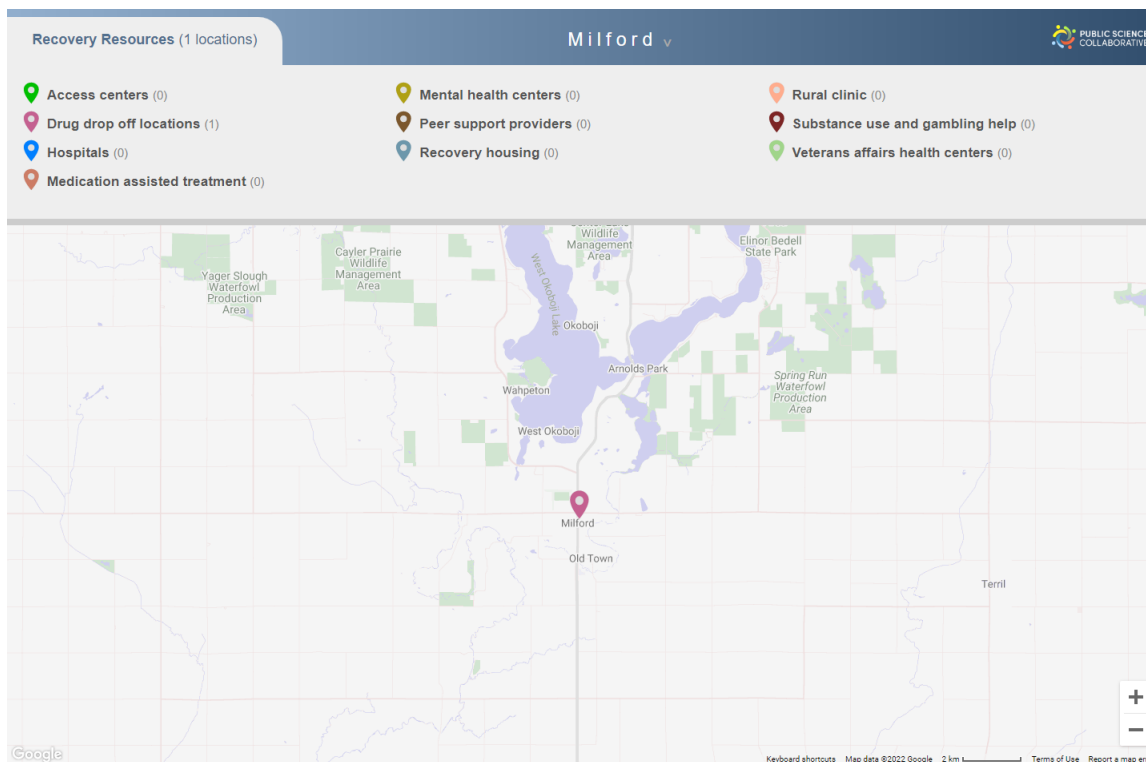 Recovery Resources (1 locations)
Milford v
PUBLIC SCIENCE
COLLABORATIVE
Access centers (0)
Mental health centers (0)
Rural clinic (0)
Drug drop off locations (1)
Peer support providers (0)
Substance use and gambling help (0)
Hospitals (0)
Recovery housing (0)
Veterans affairs health centers (0)
Medication assisted treatment (0)
Wildlife
Management
Area
Elinor Bedell
State Park
Cayler Prairie
Wildlife
Management
Area
Yager Slough
Waterfowl
Production
Area
West Okoboji Lake
Okoboji
Arnolds Park
Spring Run
Waterfowl
Production
Area
Wahpeton
West Okoboji
Milford
Old Town
Terril
+
−
Google
Keyboard shortcuts Map data ©2022 Google 2 km Terms of Use Report a map er